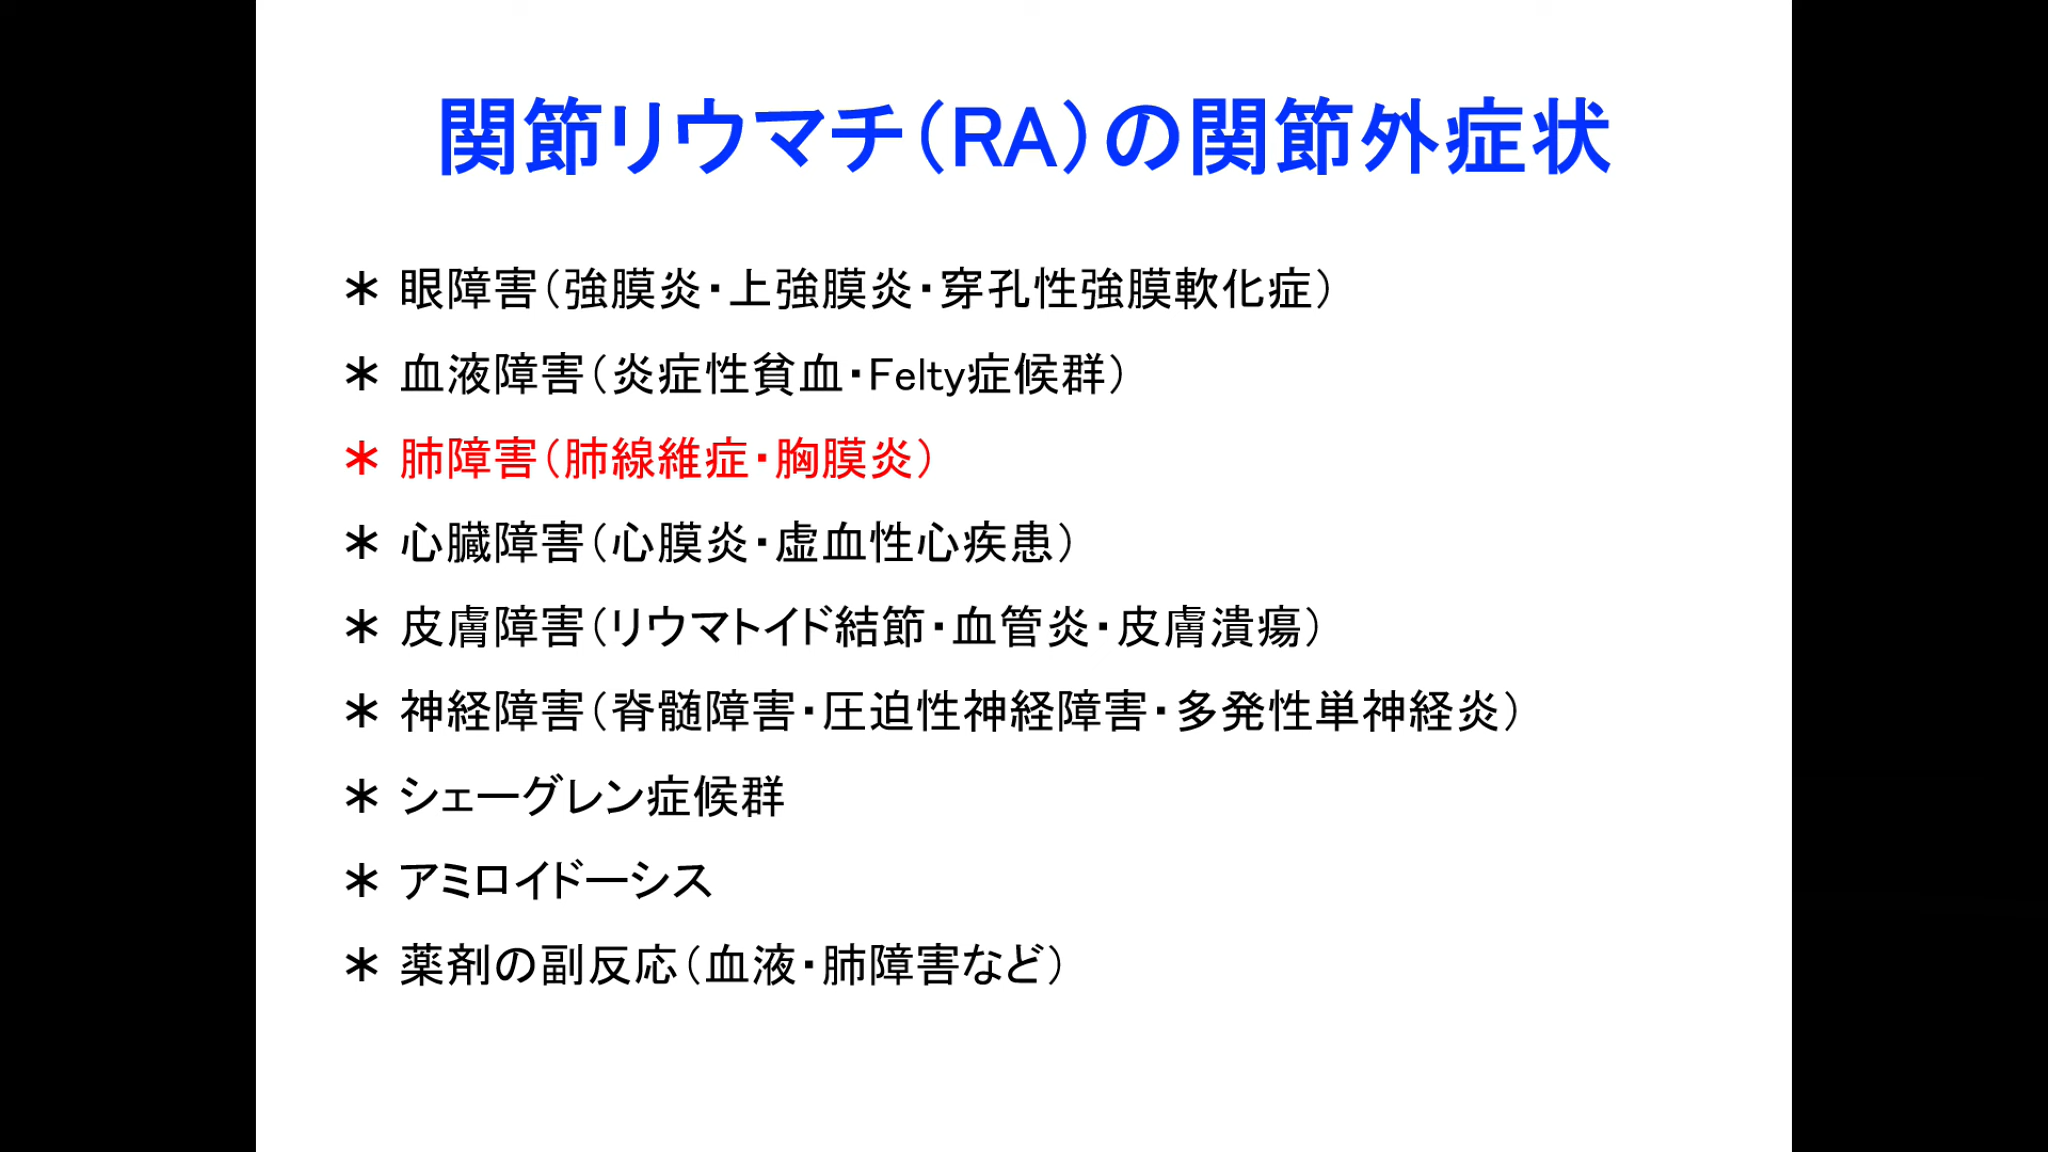 関節リウマチ（RA）の関節外症状
＊ 眼障害（強膜炎・上強膜炎・穿孔性強膜軟化症）
＊ 血液障害（炎症性貧血・Felty症候群）
＊ 肺障害（肺線維症・胸膜炎）
＊ 心臓障害（心膜炎・虚血性心疾患）
＊ 皮膚障害（リウマトイド結節・血管炎・皮膚潰瘍）
＊ 神経障害（脊髄障害・圧迫性神経障害・多発性単神経炎）
＊ シェーグレン症候群
＊ アミロイドーシス
＊ 薬剤の副反応（血液・肺障害など）